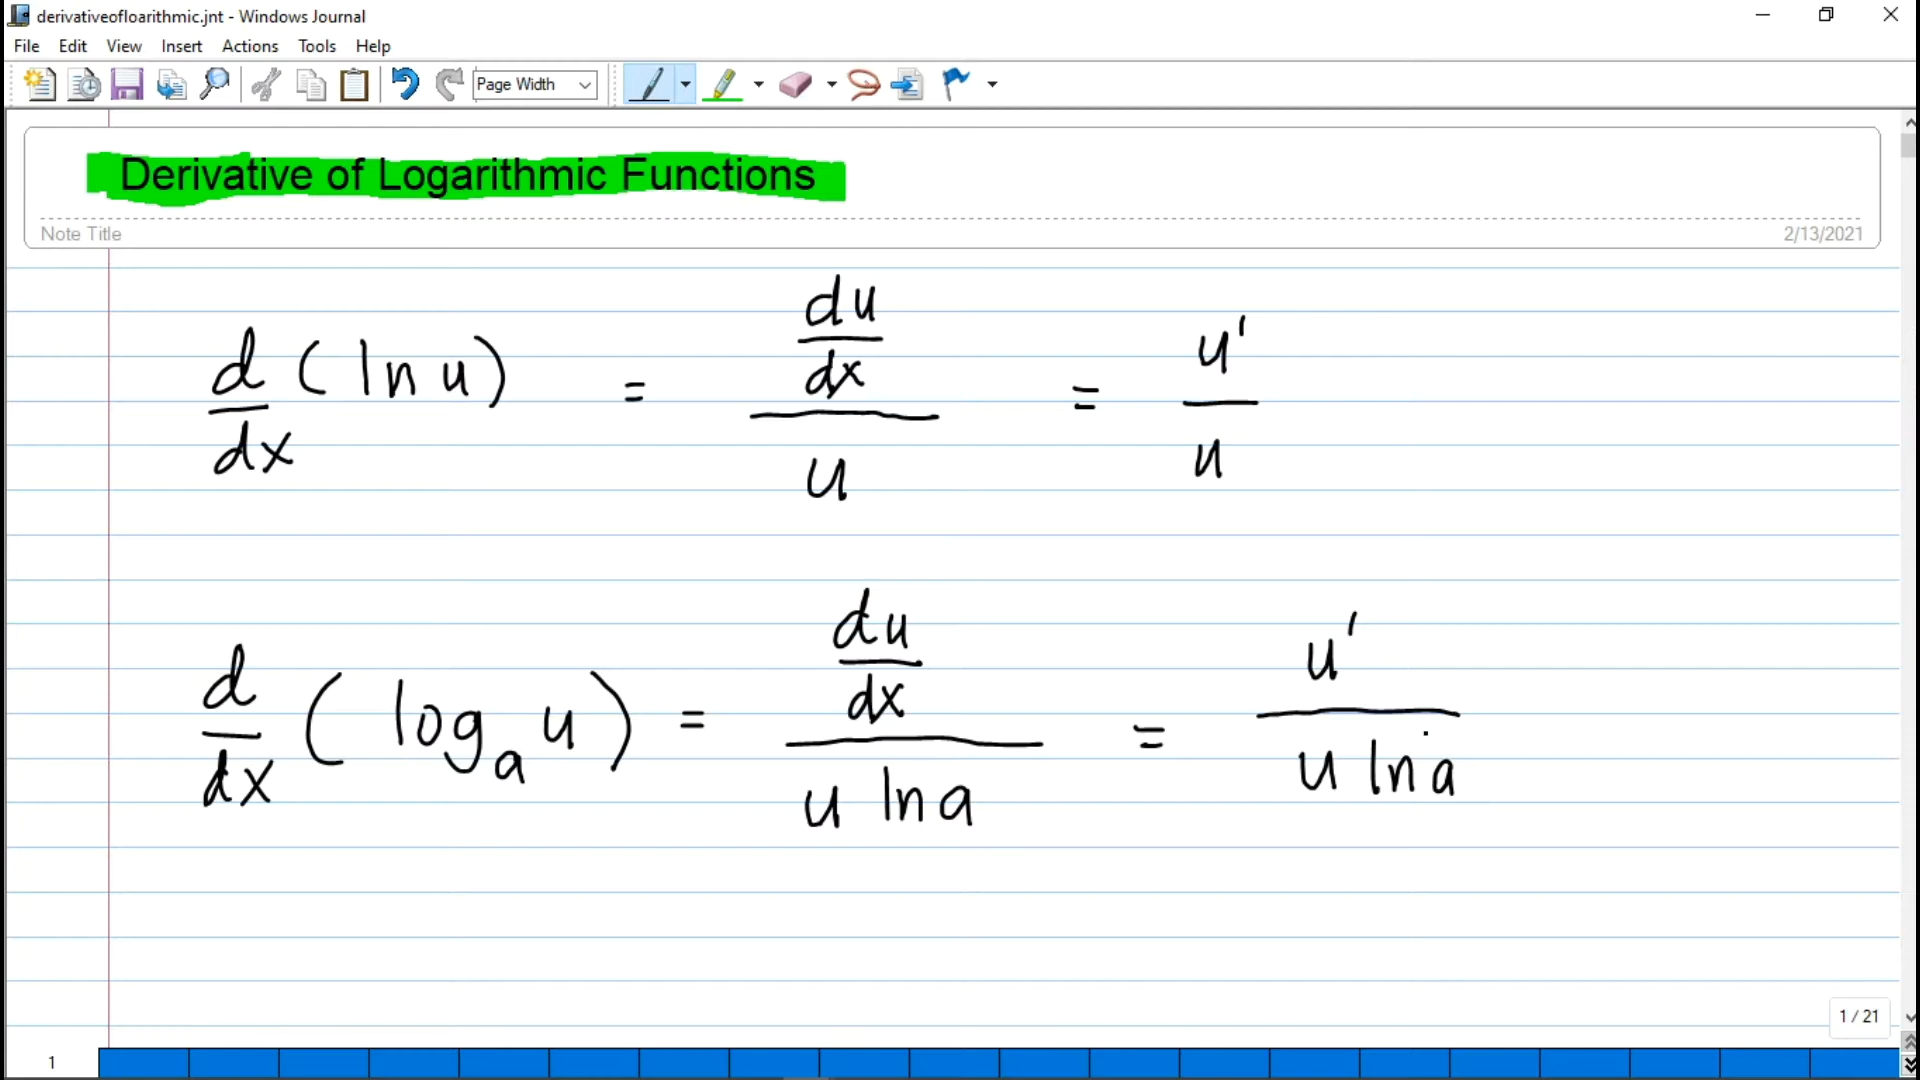 derivativeofloarithmic.jnt - Windows Journal
File Edit View Insert Actions Tools Help
Page Width
Derivative of Logarithmic Functions
Note Title
2/13/2021
d/dx (ln u) = (du/dx)/u = u'/u
d/dx (log_a u) = (du/dx)/(u ln a) = u'/(u ln a)
1 / 21
1